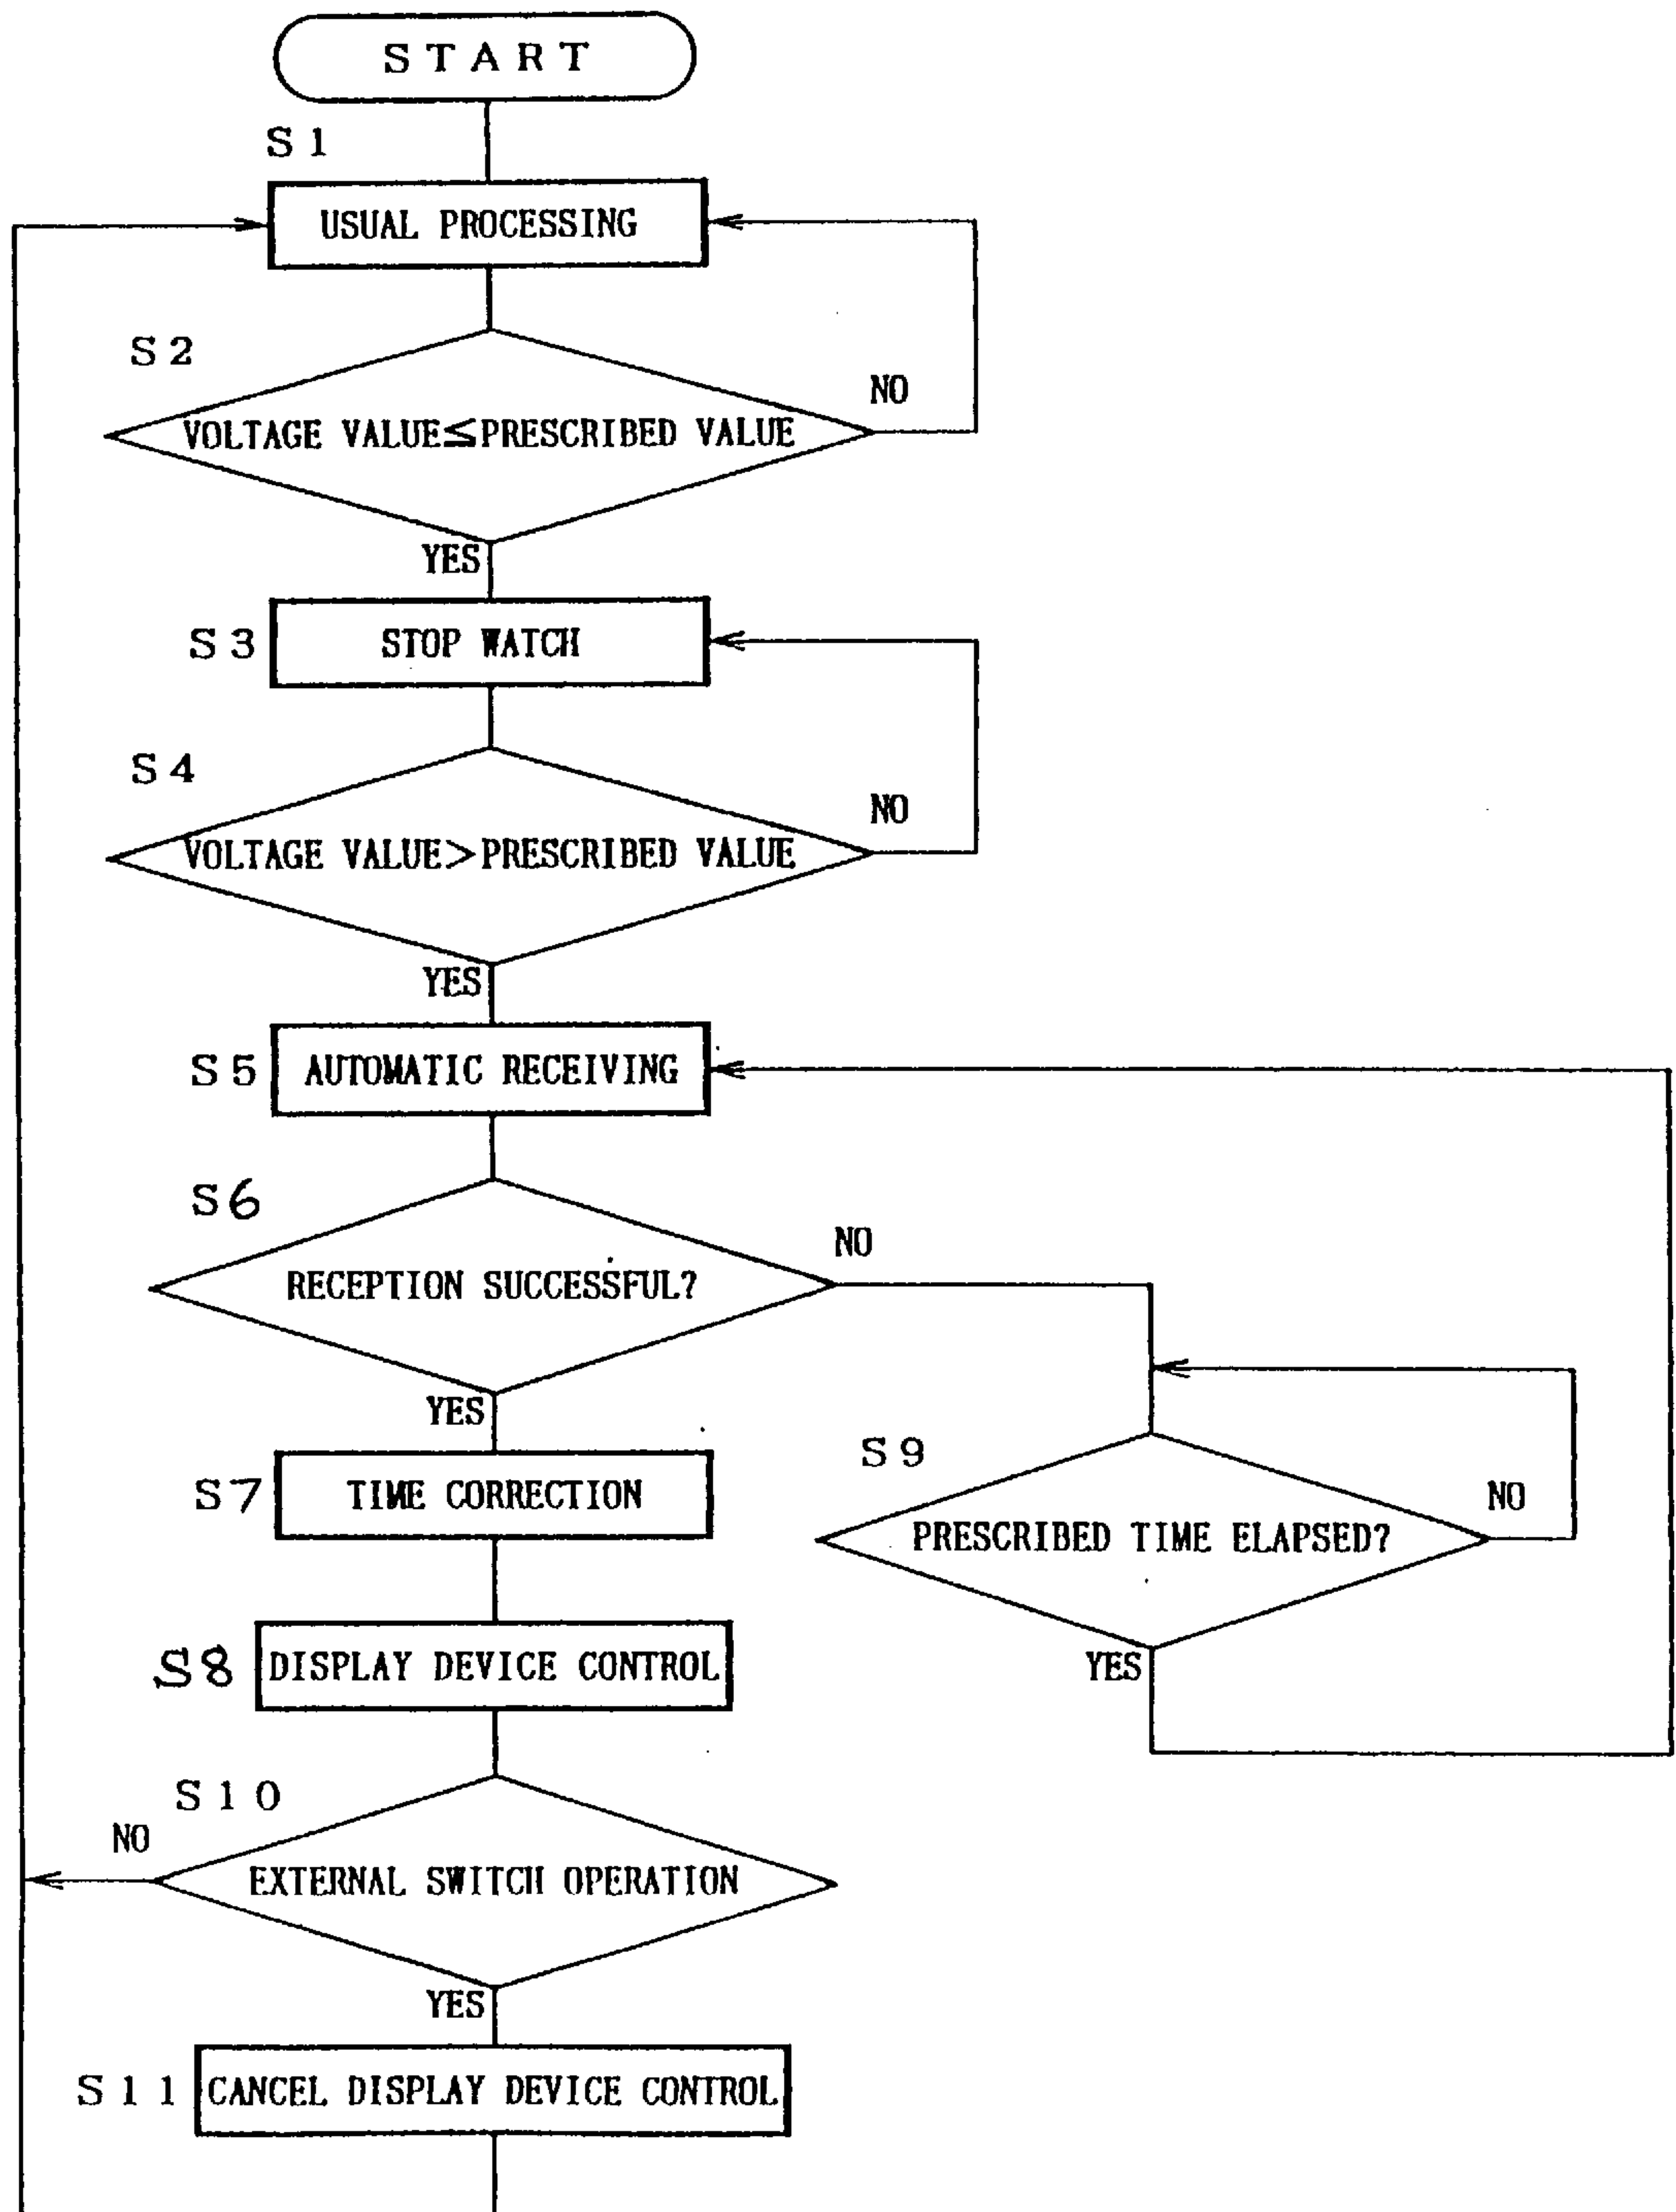 START
S1
USUAL PROCESSING
S2
NO
VOLTAGE VALUE≦PRESCRIBED VALUE
YES
S3
STOP WATCH
S4
NO
VOLTAGE VALUE>PRESCRIBED VALUE
YES
S5
AUTOMATIC RECEIVING
S6
NO
RECEPTION SUCCESSFUL?
YES
S9
NO
S7
TIME CORRECTION
PRESCRIBED TIME ELAPSED?
S8
DISPLAY DEVICE CONTROL
YES
S10
NO
EXTERNAL SWITCH OPERATION
YES
S11
CANCEL DISPLAY DEVICE CONTROL